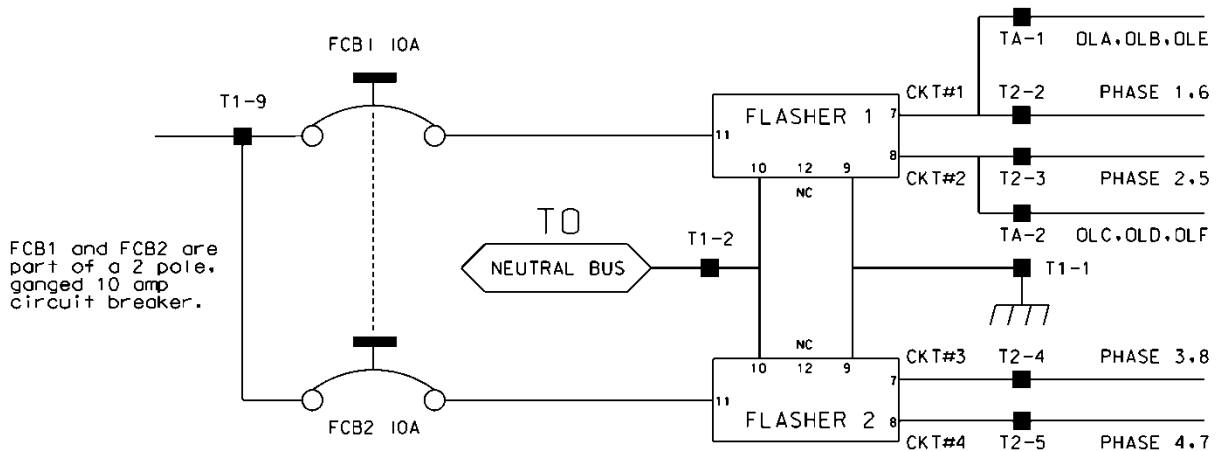 FCB1 10A
TA-1 OLA,OLB,OLE
T1-9
CKT#1 T2-2 PHASE 1,6
FLASHER 1
11
7
8
10 12 9
NC
CKT#2 T2-3 PHASE 2,5
TO
NEUTRAL BUS
T1-2
TA-2 OLC,OLD,OLF
T1-1
FCB1 and FCB2 are
part of a 2 pole,
ganged 10 amp
circuit breaker.
NC
10 12 9
CKT#3 T2-4 PHASE 3,8
7
11
FLASHER 2
8
FCB2 10A
CKT#4 T2-5 PHASE 4,7